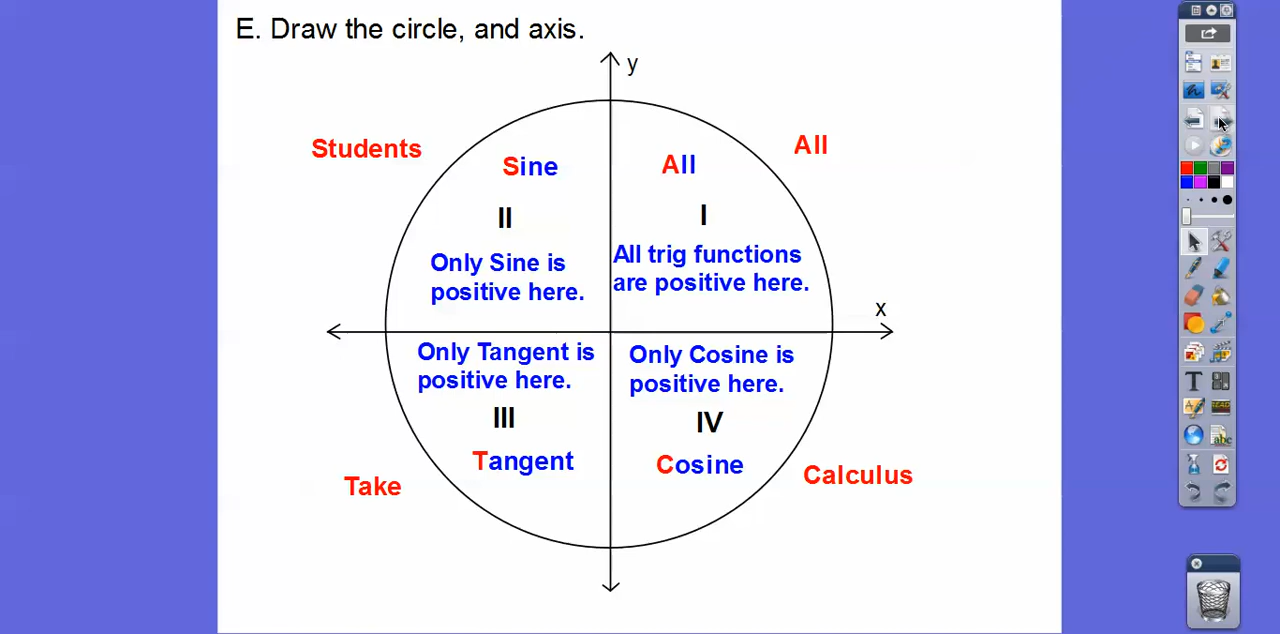 E. Draw the circle, and axis.
y
Students
All
Sine
All
II
I
Only Sine is
positive here.
All trig functions
are positive here.
x
Only Tangent is
positive here.
Only Cosine is
positive here.
III
IV
Tangent
Cosine
Take
Calculus